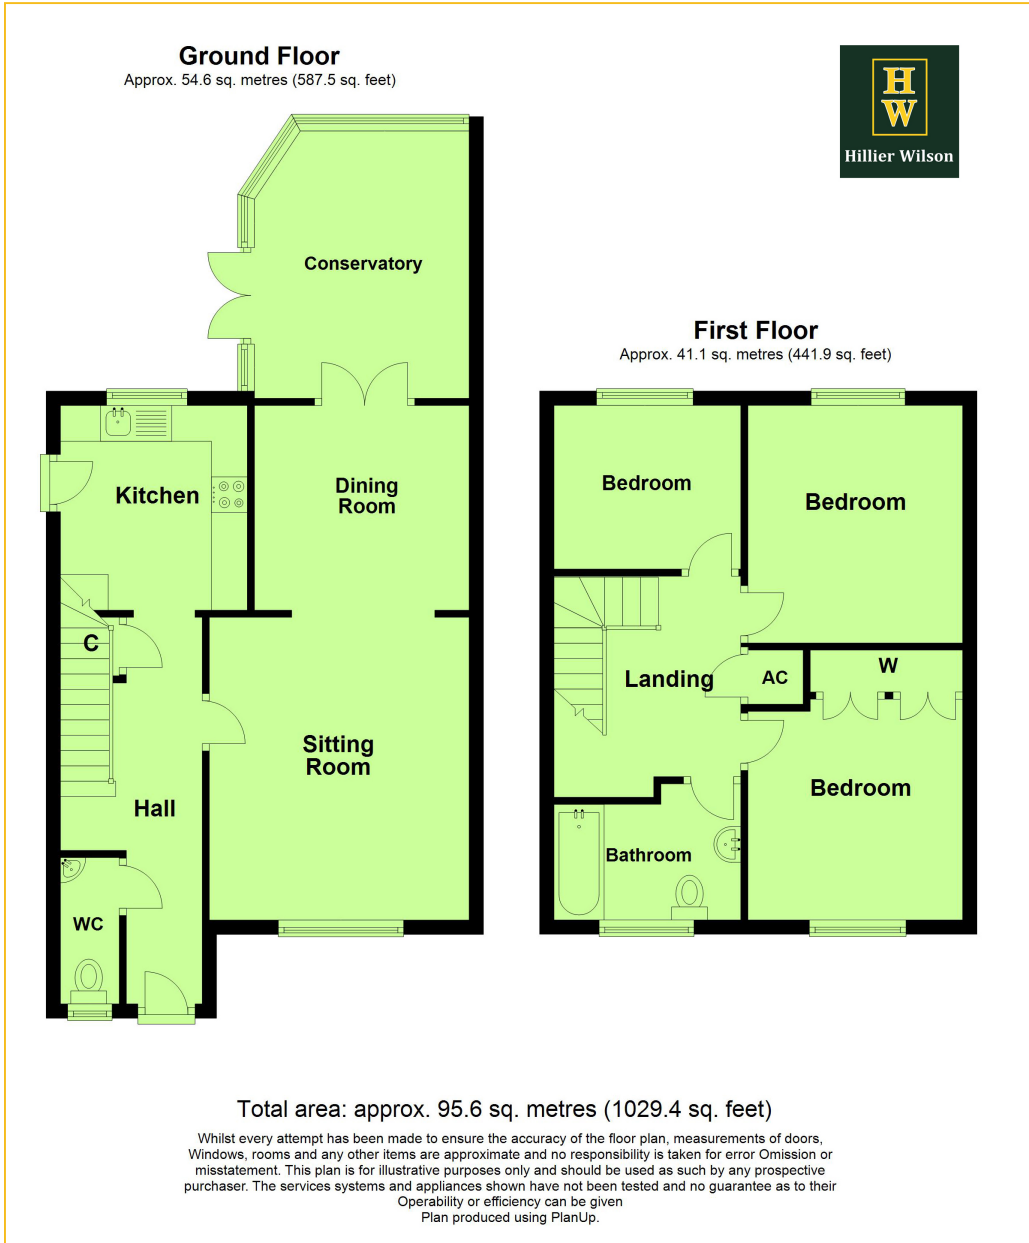 Ground Floor
Approx. 54.6 sq. metres (587.5 sq. feet)
H
W
Hillier Wilson
Conservatory
Kitchen
Dining
Room
C
Sitting
Room
Hall
WC
First Floor
Approx. 41.1 sq. metres (441.9 sq. feet)
Bedroom
Bedroom
Landing
AC
W
Bedroom
Bathroom
Total area: approx. 95.6 sq. metres (1029.4 sq. feet)
Whilst every attempt has been made to ensure the accuracy of the floor plan, measurements of doors,
Windows, rooms and any other items are approximate and no responsibility is taken for error Omission or
misstatement. This plan is for illustrative purposes only and should be used as such by any prospective
purchaser. The services systems and appliances shown have not been tested and no guarantee as to their
Operability or efficiency can be given
Plan produced using PlanUp.